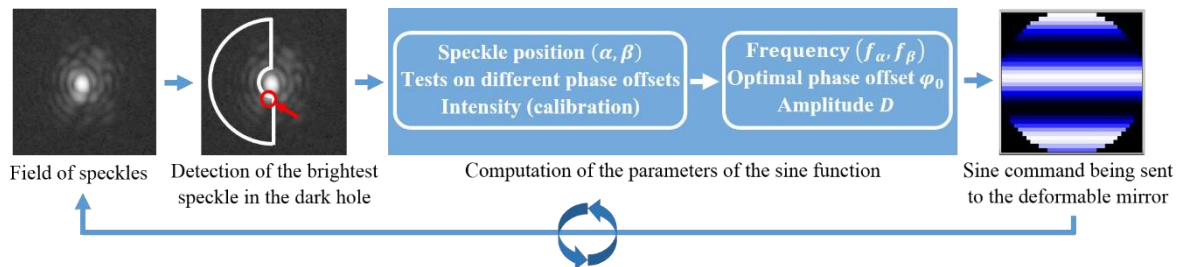 Speckle position (α, β)
Tests on different phase offsets
Intensity (calibration)
Frequency (fα, fβ)
Optimal phase offset φ0
Amplitude D
Field of speckles
Detection of the brightest
speckle in the dark hole
Computation of the parameters of the sine function
Sine command being sent
to the deformable mirror